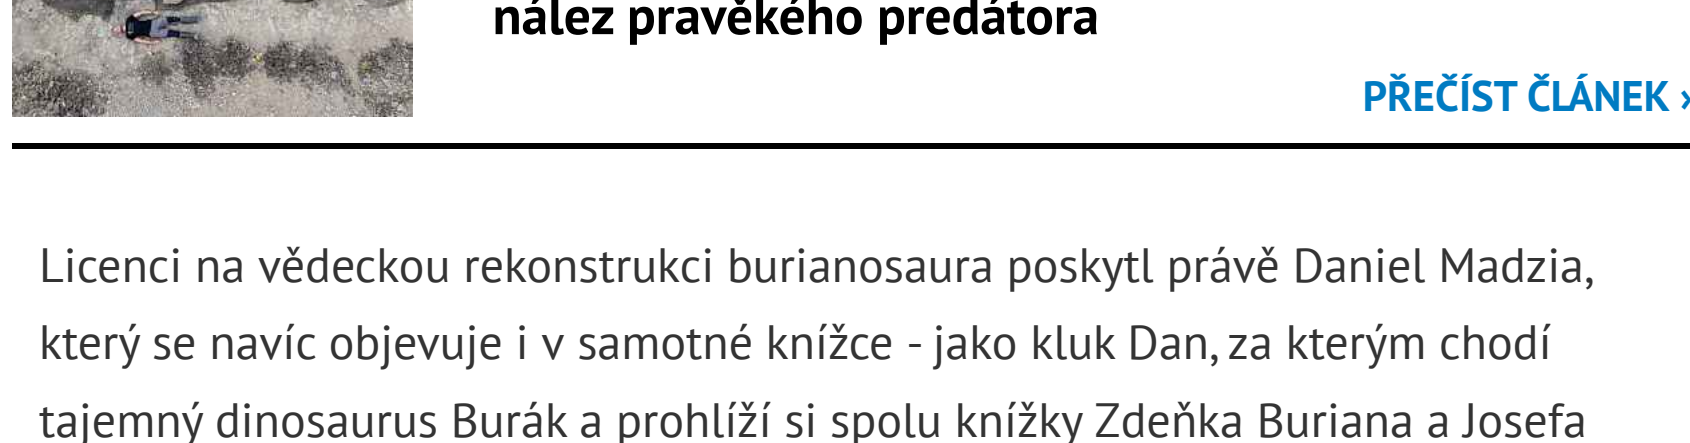 nález pravěkého predátora
PŘEČÍST ČLÁNEK ›
Licenci na vědeckou rekonstrukci burianosaura poskytl právě Daniel Madzia,
který se navíc objevuje i v samotné knížce - jako kluk Dan, za kterým chodí
tajemný dinosaurus Burák a prohlíží si spolu knížky Zdeňka Buriana a Josefa